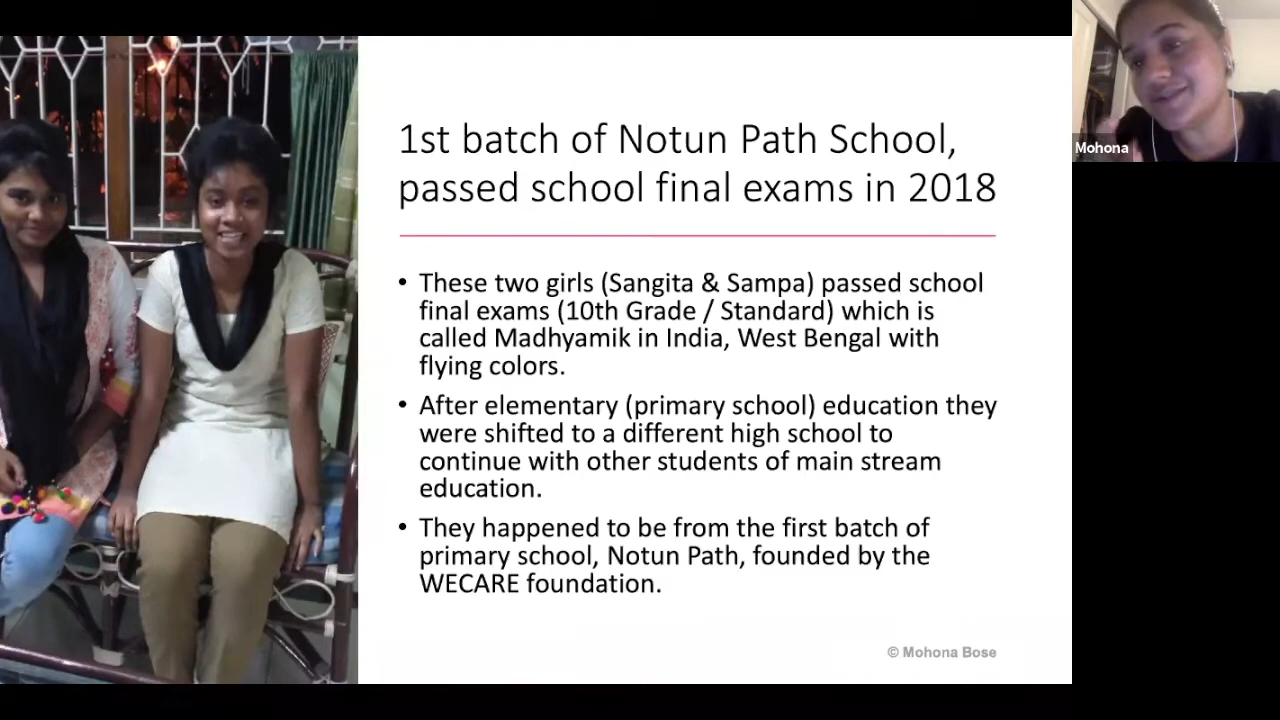 1st batch of Notun Path School,
passed school final exams in 2018
• These two girls (Sangita & Sampa) passed school
final exams (10th Grade / Standard) which is
called Madhyamik in India, West Bengal with
flying colors.
• After elementary (primary school) education they
were shifted to a different high school to
continue with other students of main stream
education.
• They happened to be from the first batch of
primary school, Notun Path, founded by the
WECARE foundation.
© Mohona Bose
Mohona